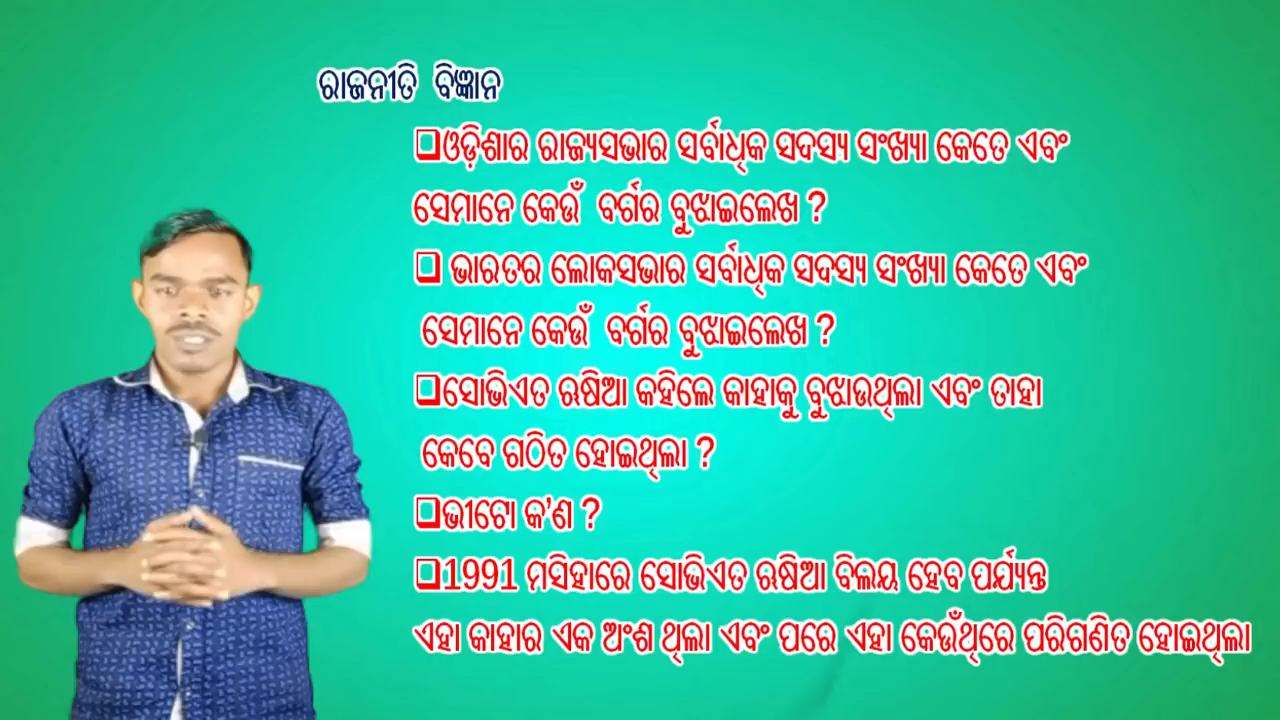 ରାଜନୀତି ବିଜ୍ଞାନ
❑ଓଡ଼ିଶାର ରାଜ୍ୟସଭାର ସର୍ବାଧିକ ସଦସ୍ୟ ସଂଖ୍ୟା କେତେ ଏବଂ
ସେମାନେ କେଉଁ ବର୍ଗର ବୁଝାଇଲେଖ ?
❑ ଭାରତର ଲୋକସଭାର ସର୍ବାଧିକ ସଦସ୍ୟ ସଂଖ୍ୟା କେତେ ଏବଂ
ସେମାନେ କେଉଁ ବର୍ଗର ବୁଝାଇଲେଖ ?
❑ସୋଭିଏତ ଋଷିଆ କହିଲେ କାହାକୁ ବୁଝାଉଥିଲା ଏବଂ ତାହା
କେବେ ଗଠିତ ହୋଇଥିଲା ?
❑ଭୀଟୋ କ'ଣ ?
❑1991 ମସିହାରେ ସୋଭିଏତ ଋଷିଆ ବିଲୟ ହେବ ପର୍ଯ୍ୟନ୍ତ
ଏହା କାହାର ଏକ ଅଂଶ ଥିଲା ଏବଂ ପରେ ଏହା କେଉଁଥିରେ ପରିଗଣିତ ହୋଇଥିଲା